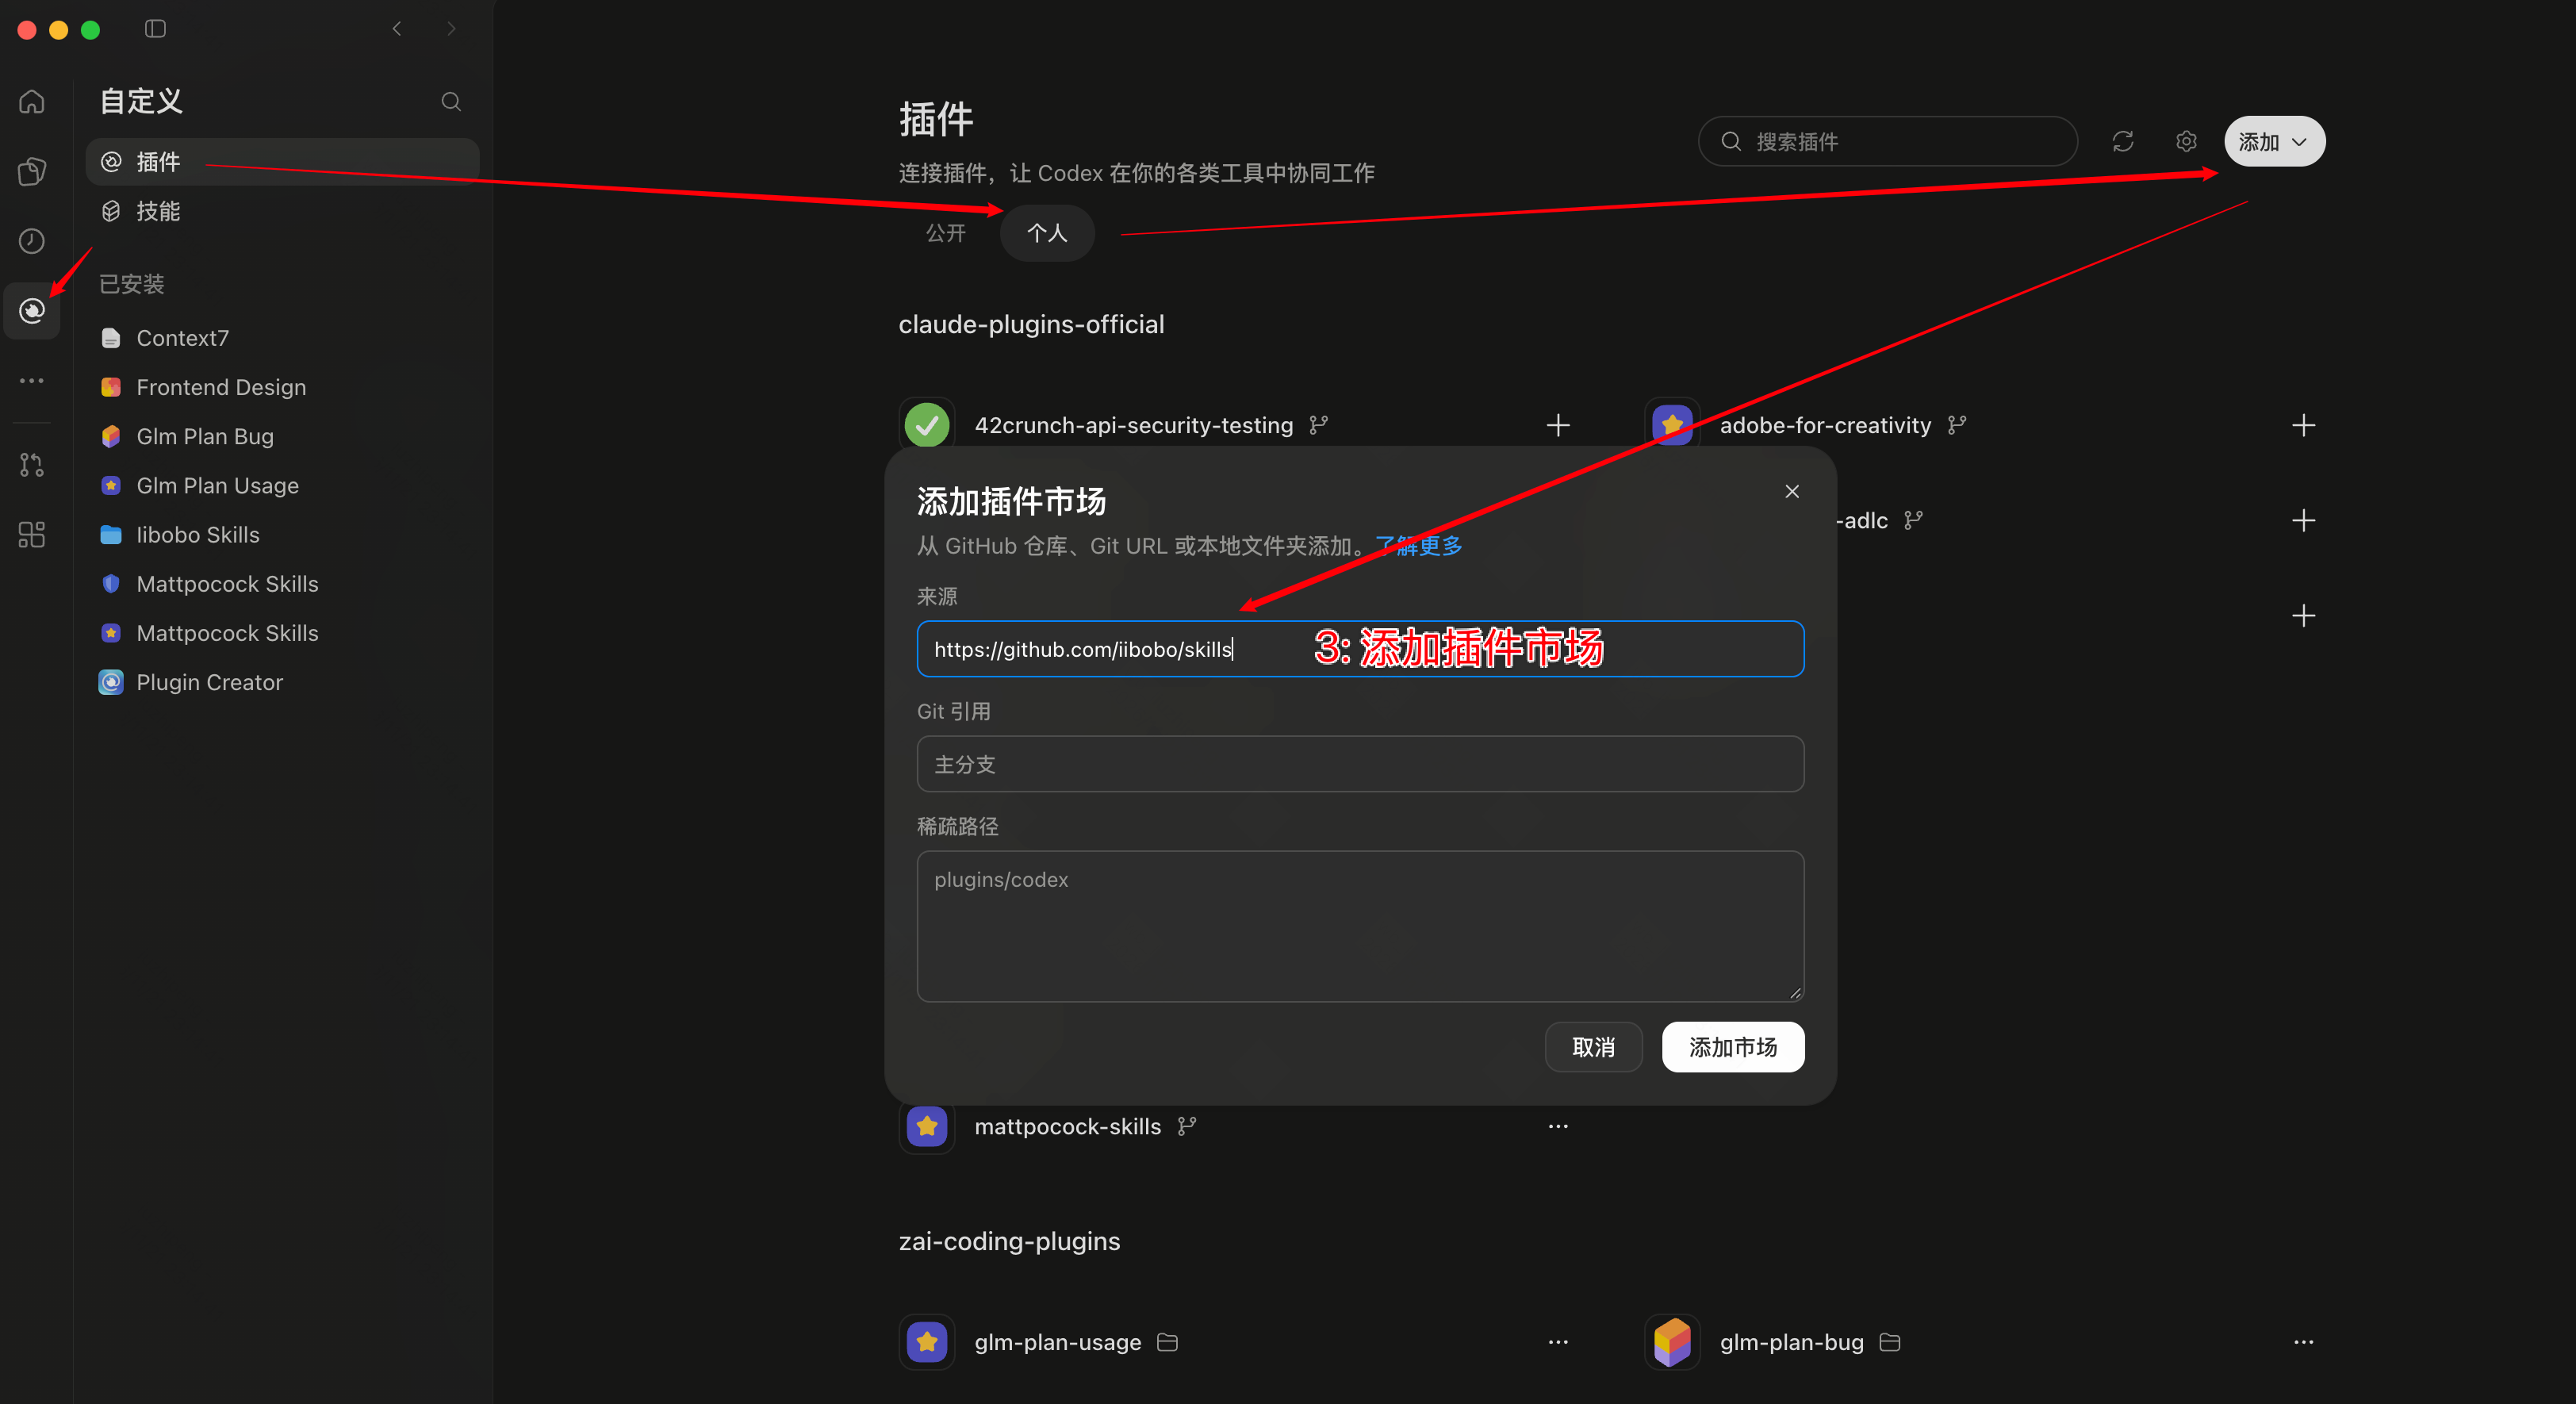 自定义
插件
技能
已安装
Context7
Frontend Design
Glm Plan Bug
Glm Plan Usage
Iibobo Skills
Mattpocock Skills
Mattpocock Skills
Plugin Creator
插件
连接插件，让 Codex 在你的各类工具中协同工作
搜索插件
添加
公开
个人
claude-plugins-official
42crunch-api-security-testing
adobe-for-creativity
-adlc
添加插件市场
从 GitHub 仓库、Git URL 或本地文件夹添加。了解更多
来源
https://github.com/iibobo/skills
3: 添加插件市场
Git 引用
主分支
稀疏路径
plugins/codex
取消
添加市场
mattpocock-skills
zai-coding-plugins
glm-plan-usage
glm-plan-bug